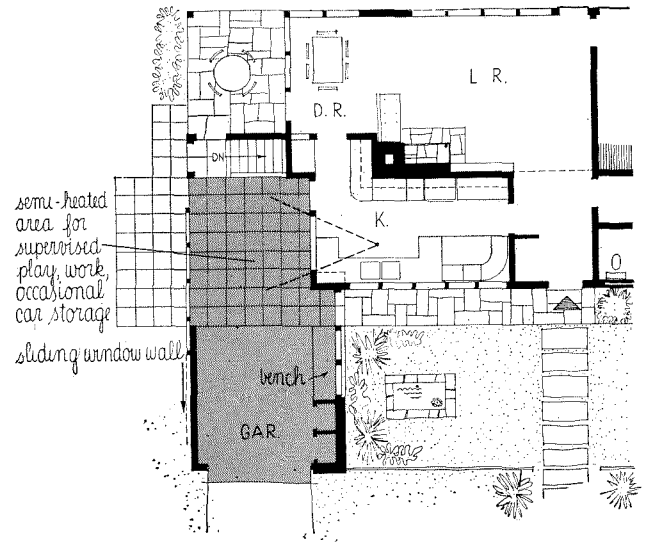 L R.
D. R.
DN
K.
semi-heated
area for
supervised
play, work,
occasional
car storage
sliding window wall
bench
GAR.